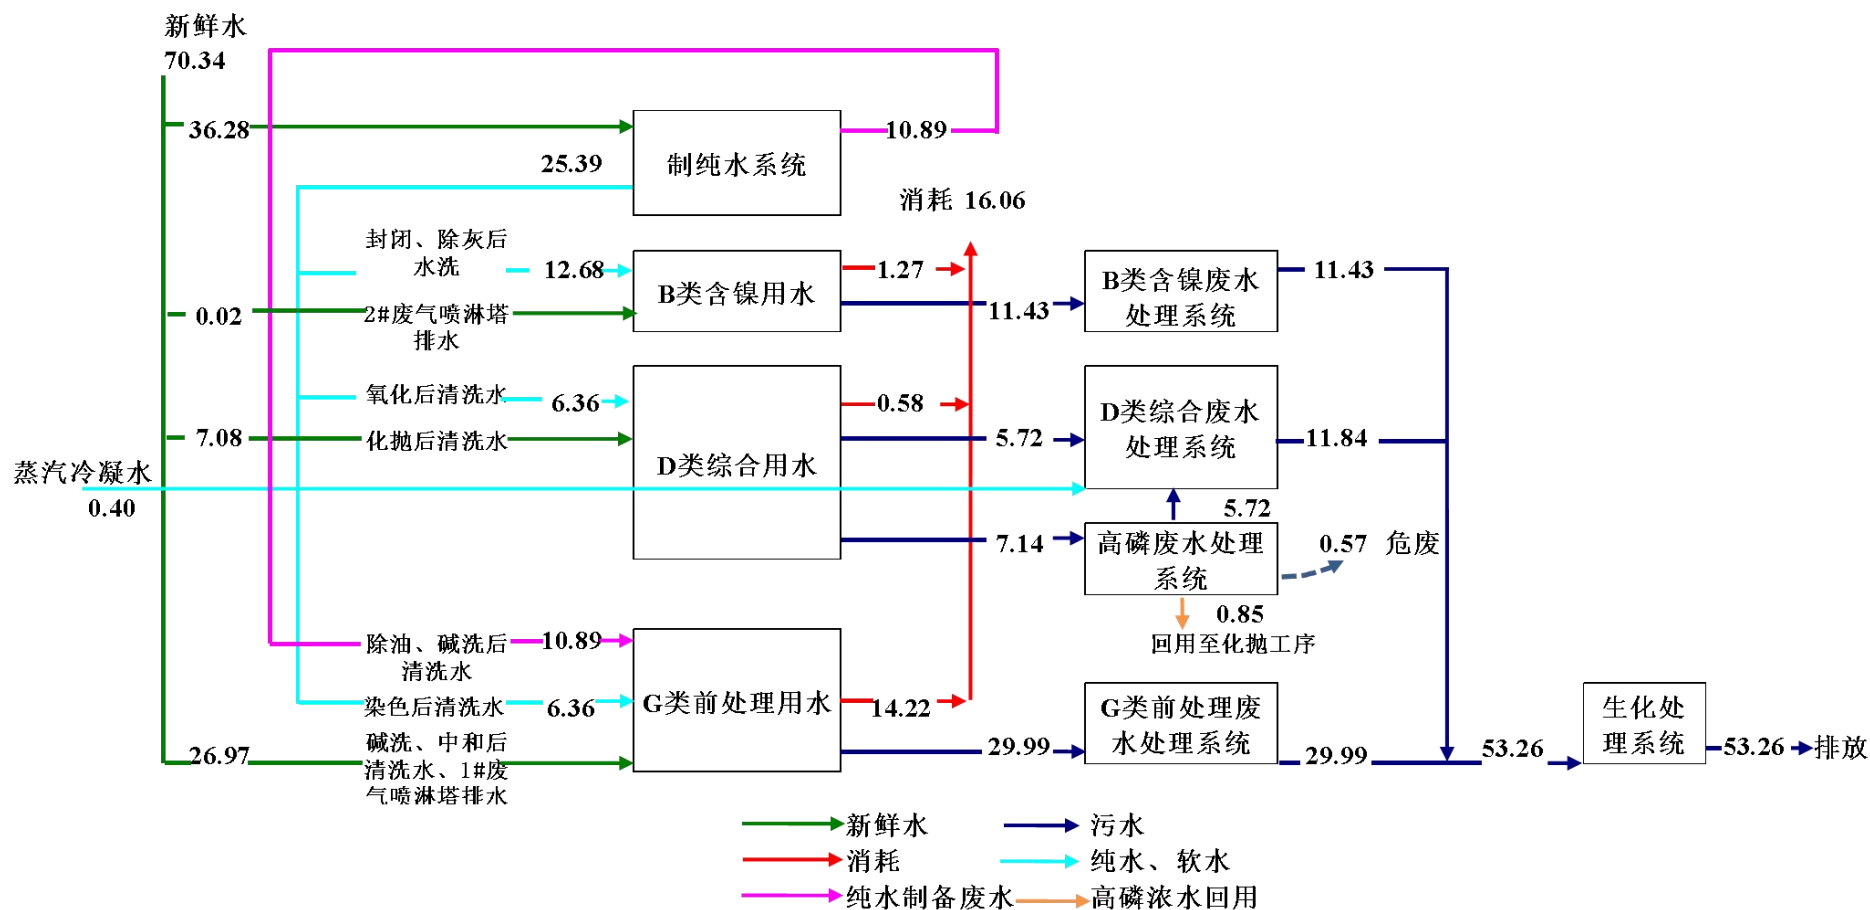 新鲜水
70.34
36.28
10.89
制纯水系统
25.39
消耗 16.06
封闭、除灰后
水洗
12.68
1.27
B类含镍用水
11.43
B类含镍废水
处理系统
11.43
0.02
2#废气喷淋塔
排水
氧化后清洗水
6.36
0.58
7.08
化抛后清洗水
D类综合用水
5.72
D类综合废水
处理系统
11.84
蒸汽冷凝水
0.40
5.72
7.14
高磷废水处理
系统
0.57 危废
0.85
回用至化抛工序
除油、碱洗后
清洗水
10.89
染色后清洗水
6.36
G类前处理用水
14.22
26.97
碱洗、中和后
清洗水、1#废
气喷淋塔排水
29.99
G类前处理废
水处理系统
29.99
53.26
生化处
理系统
53.26
排放
新鲜水
污水
消耗
纯水、软水
纯水制备废水
高磷浓水回用